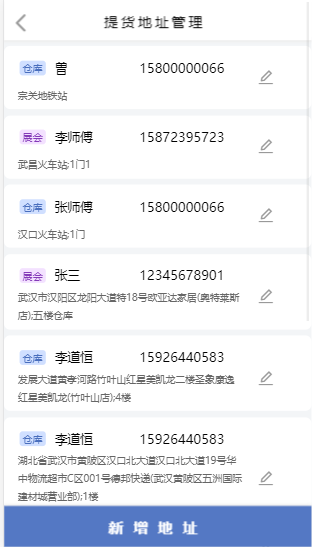 提货地址管理
仓库 曾 15800000066
宗关地铁站
展会 李师傅 15872395723
武昌火车站;1门1
仓库 张师傅 15800000066
汉口火车站;1门
展会 张三 12345678901
武汉市汉阳区龙阳大道特18号欧亚达家居(奥特莱斯
店);五楼仓库
仓库 李道恒 15926440583
发展大道黄孝河路竹叶山红星美凯龙二楼圣象康逸
红星美凯龙(竹叶山店);4楼
仓库 李道恒 15926440583
湖北省武汉市黄陂区汉口北大道汉口北大道19号华
中物流超市C区001号德邦快递(武汉黄陂区五洲国际
建材城营业部);1楼
新增地址